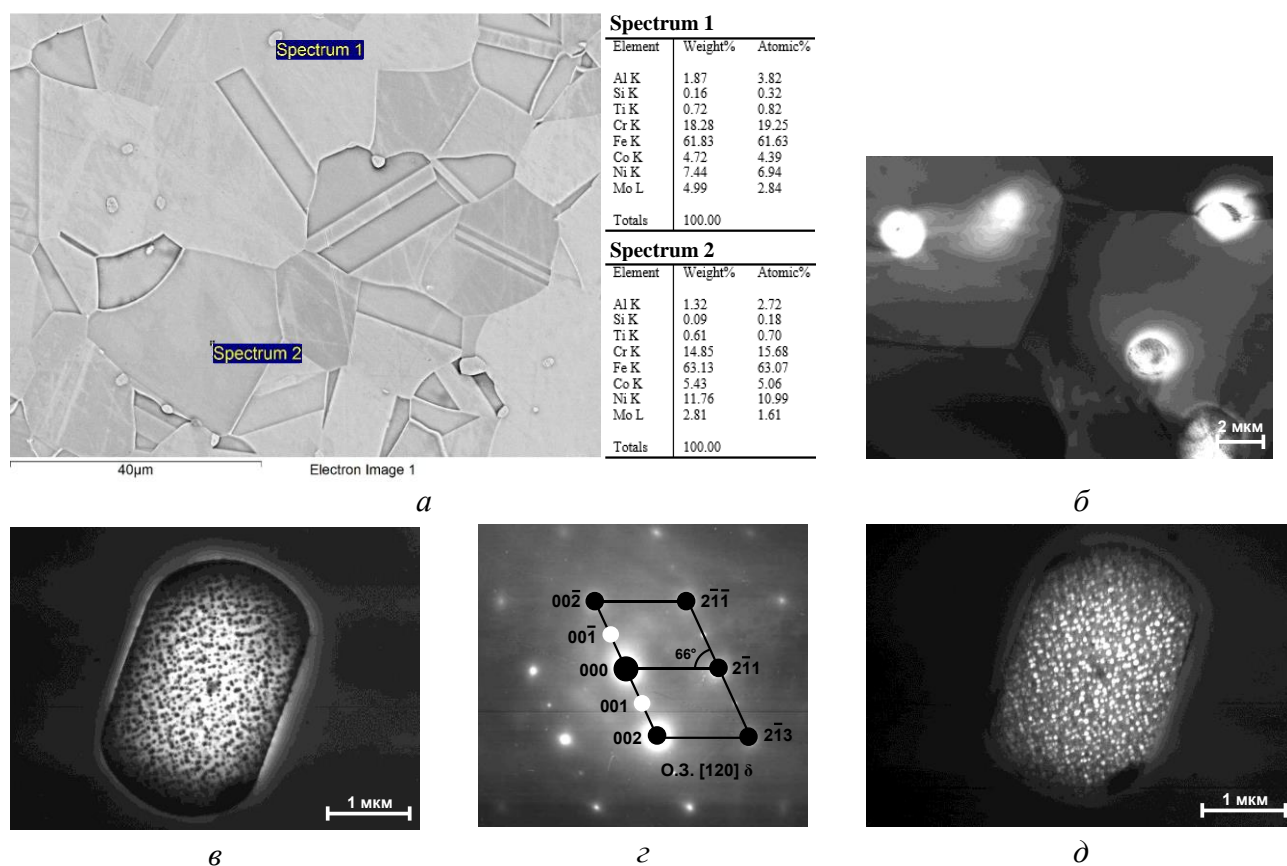 Spectrum 1
Spectrum 2
40µm Electron Image 1
Spectrum 1
Element Weight% Atomic%
Al K 1.87 3.82
Si K 0.16 0.32
Ti K 0.72 0.82
Cr K 18.28 19.25
Fe K 61.83 61.63
Co K 4.72 4.39
Ni K 7.44 6.94
Mo L 4.99 2.84
Totals 100.00
Spectrum 2
Element Weight% Atomic%
Al K 1.32 2.72
Si K 0.09 0.18
Ti K 0.61 0.70
Cr K 14.85 15.68
Fe K 63.13 63.07
Co K 5.43 5.06
Ni K 11.76 10.99
Mo L 2.81 1.61
Totals 100.00
2 мкм
а
б
1 мкм
002̄ 21̄1̄
001̄
66°
000 21̄1
001
002 21̄3
О.З. [120] δ
1 мкм
в
г
д